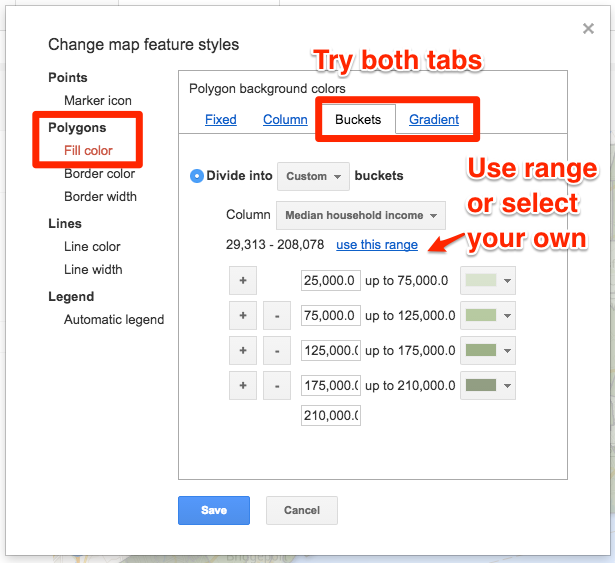 Change map feature styles
Try both tabs
Points
Marker icon
Polygons
Fill color
Border color
Border width
Lines
Line color
Line width
Legend
Automatic legend
Polygon background colors
Fixed Column Buckets Gradient
Divide into Custom buckets
Column Median household income
29,313 - 208,078 use this range
Use range
or select
your own
+ 25,000.0 up to 75,000.0
+ - 75,000.0 up to 125,000.0
+ - 125,000.0 up to 175,000.0
+ - 175,000.0 up to 210,000.0
210,000.
Save Cancel